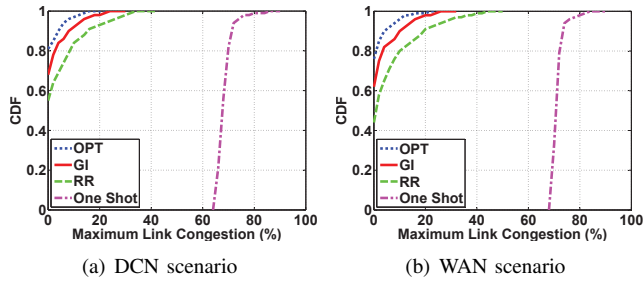 1
0.8
0.6
0.4
0.2
0
CDF
OPT
GI
RR
One Shot
0 20 40 60 80 100
Maximum Link Congestion (%)
(a) DCN scenario
1
0.8
0.6
0.4
0.2
0
CDF
OPT
GI
RR
One Shot
0 20 40 60 80 100
Maximum Link Congestion (%)
(b) WAN scenario